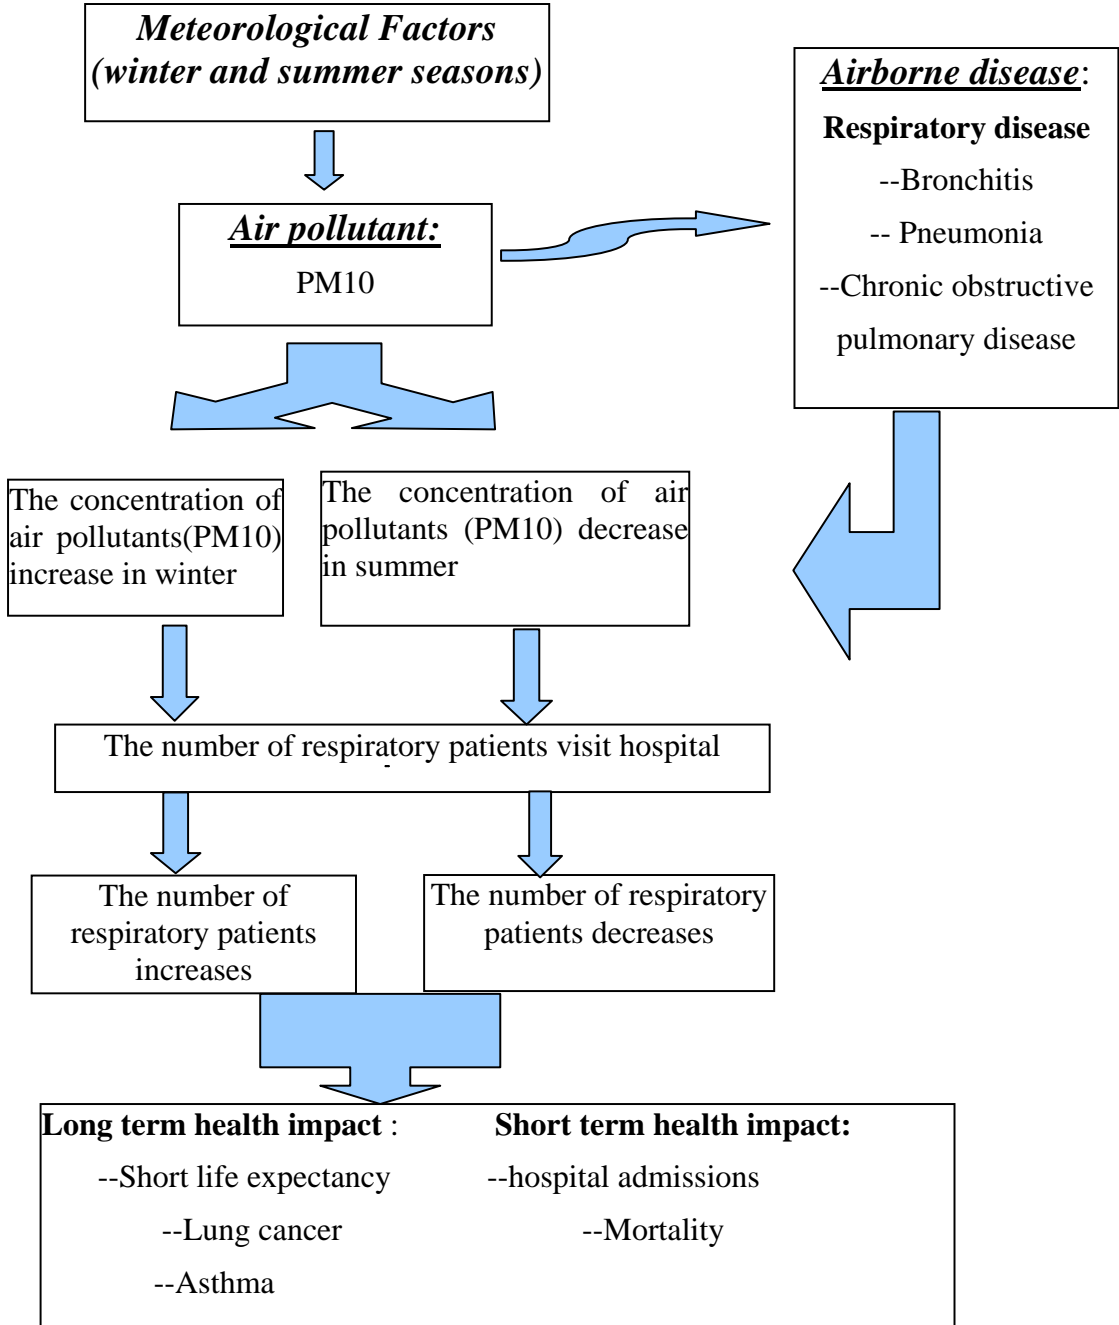 Meteorological Factors
(winter and summer seasons)
Air pollutant:
PM10
Airborne disease:
Respiratory disease
--Bronchitis
-- Pneumonia
--Chronic obstructive
pulmonary disease
The concentration of
air pollutants(PM10)
increase in winter
The concentration of air
pollutants (PM10) decrease
in summer
The number of respiratory patients visit hospital
-
The number of
respiratory patients
increases
The number of respiratory
patients decreases
Long term health impact :
--Short life expectancy
--Lung cancer
--Asthma
Short term health impact:
--hospital admissions
--Mortality